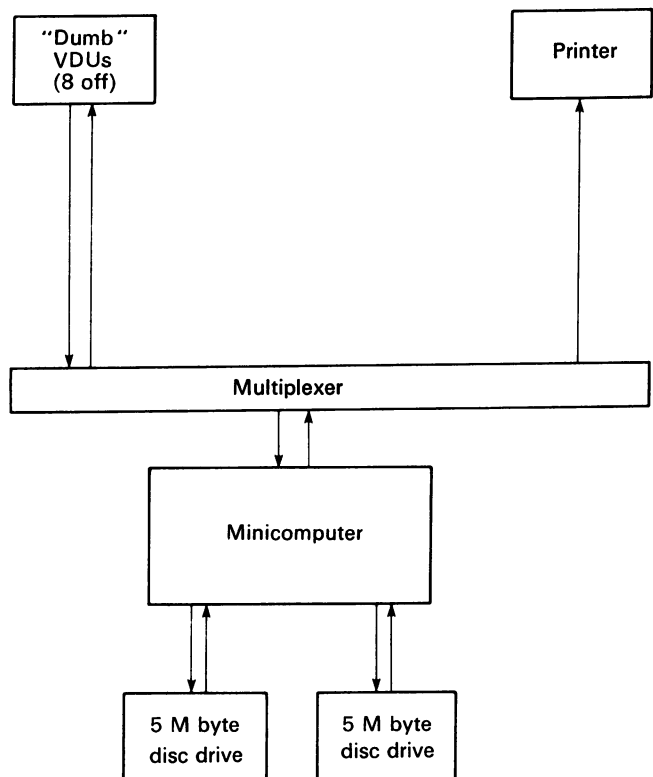 “Dumb“
VDUs
(8 off)
Printer
Multiplexer
Minicomputer
5 M byte
disc drive
5 M byte
disc drive